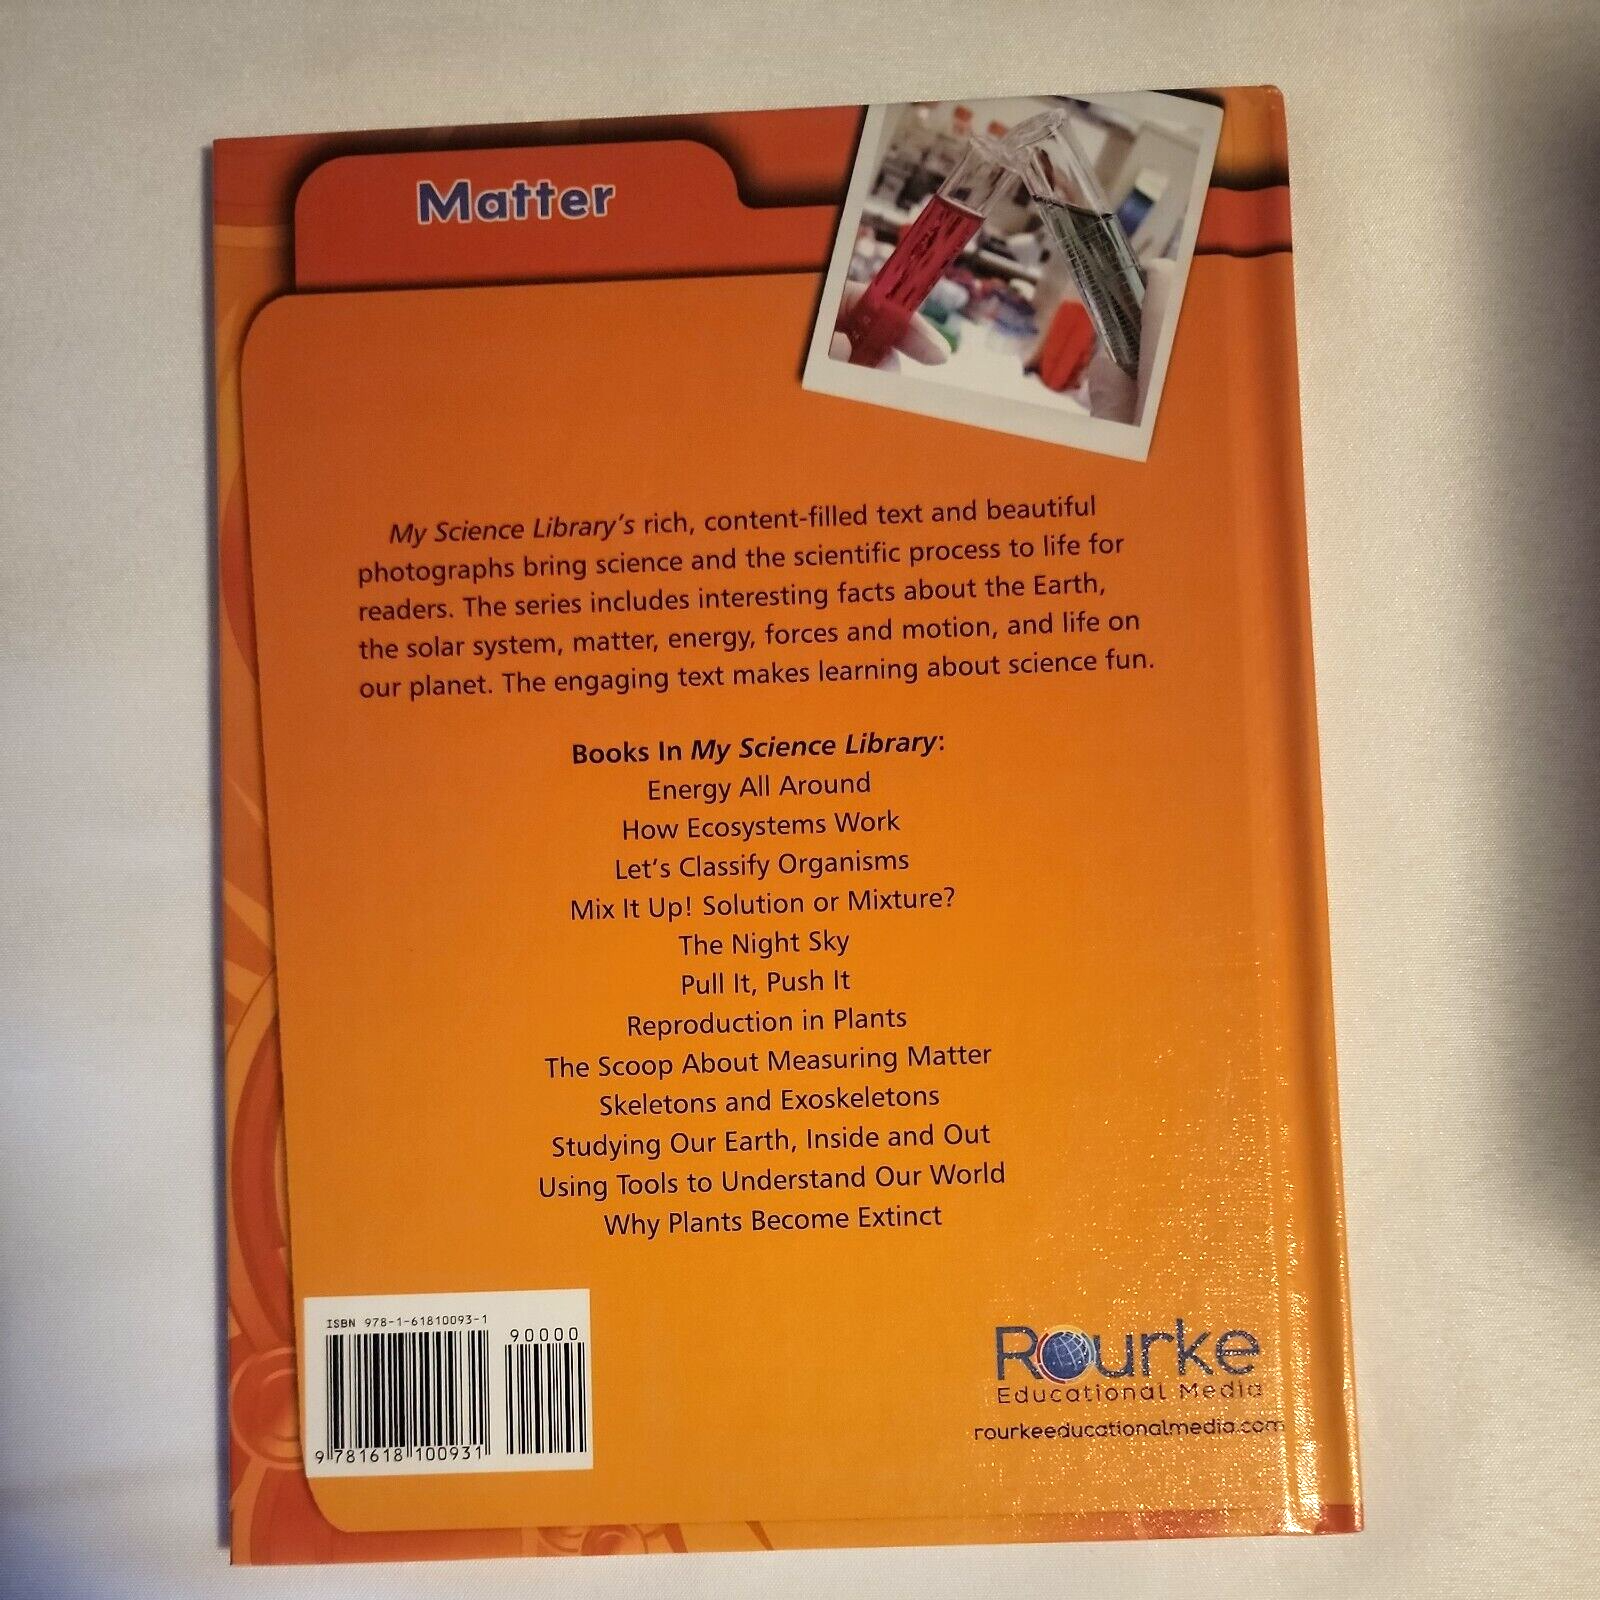 Matter
My Science Library's rich, content-filled text and beautiful
photographs bring science and the scientific process to life for
readers. The series includes interesting facts about the Earth,
the solar system, matter, energy, forces and motion, and life on
our planet. The engaging text makes learning about science fun.
Books In My Science Library:
Energy All Around
How Ecosystems Work
Let's Classify Organisms
Mix It Up! Solution or Mixture?
The Night Sky
Pull It, Push It
Reproduction in Plants
The Scoop About Measuring Matter
Skeletons and Exoskeletons
Studying Our Earth, Inside and Out
Using Tools to Understand Our World
Why Plants Become Extinct
ISBN 978-1-61810093-1
90000
9 781618 100931
Rourke
Educational Media
rourkeeducationalmedia.com